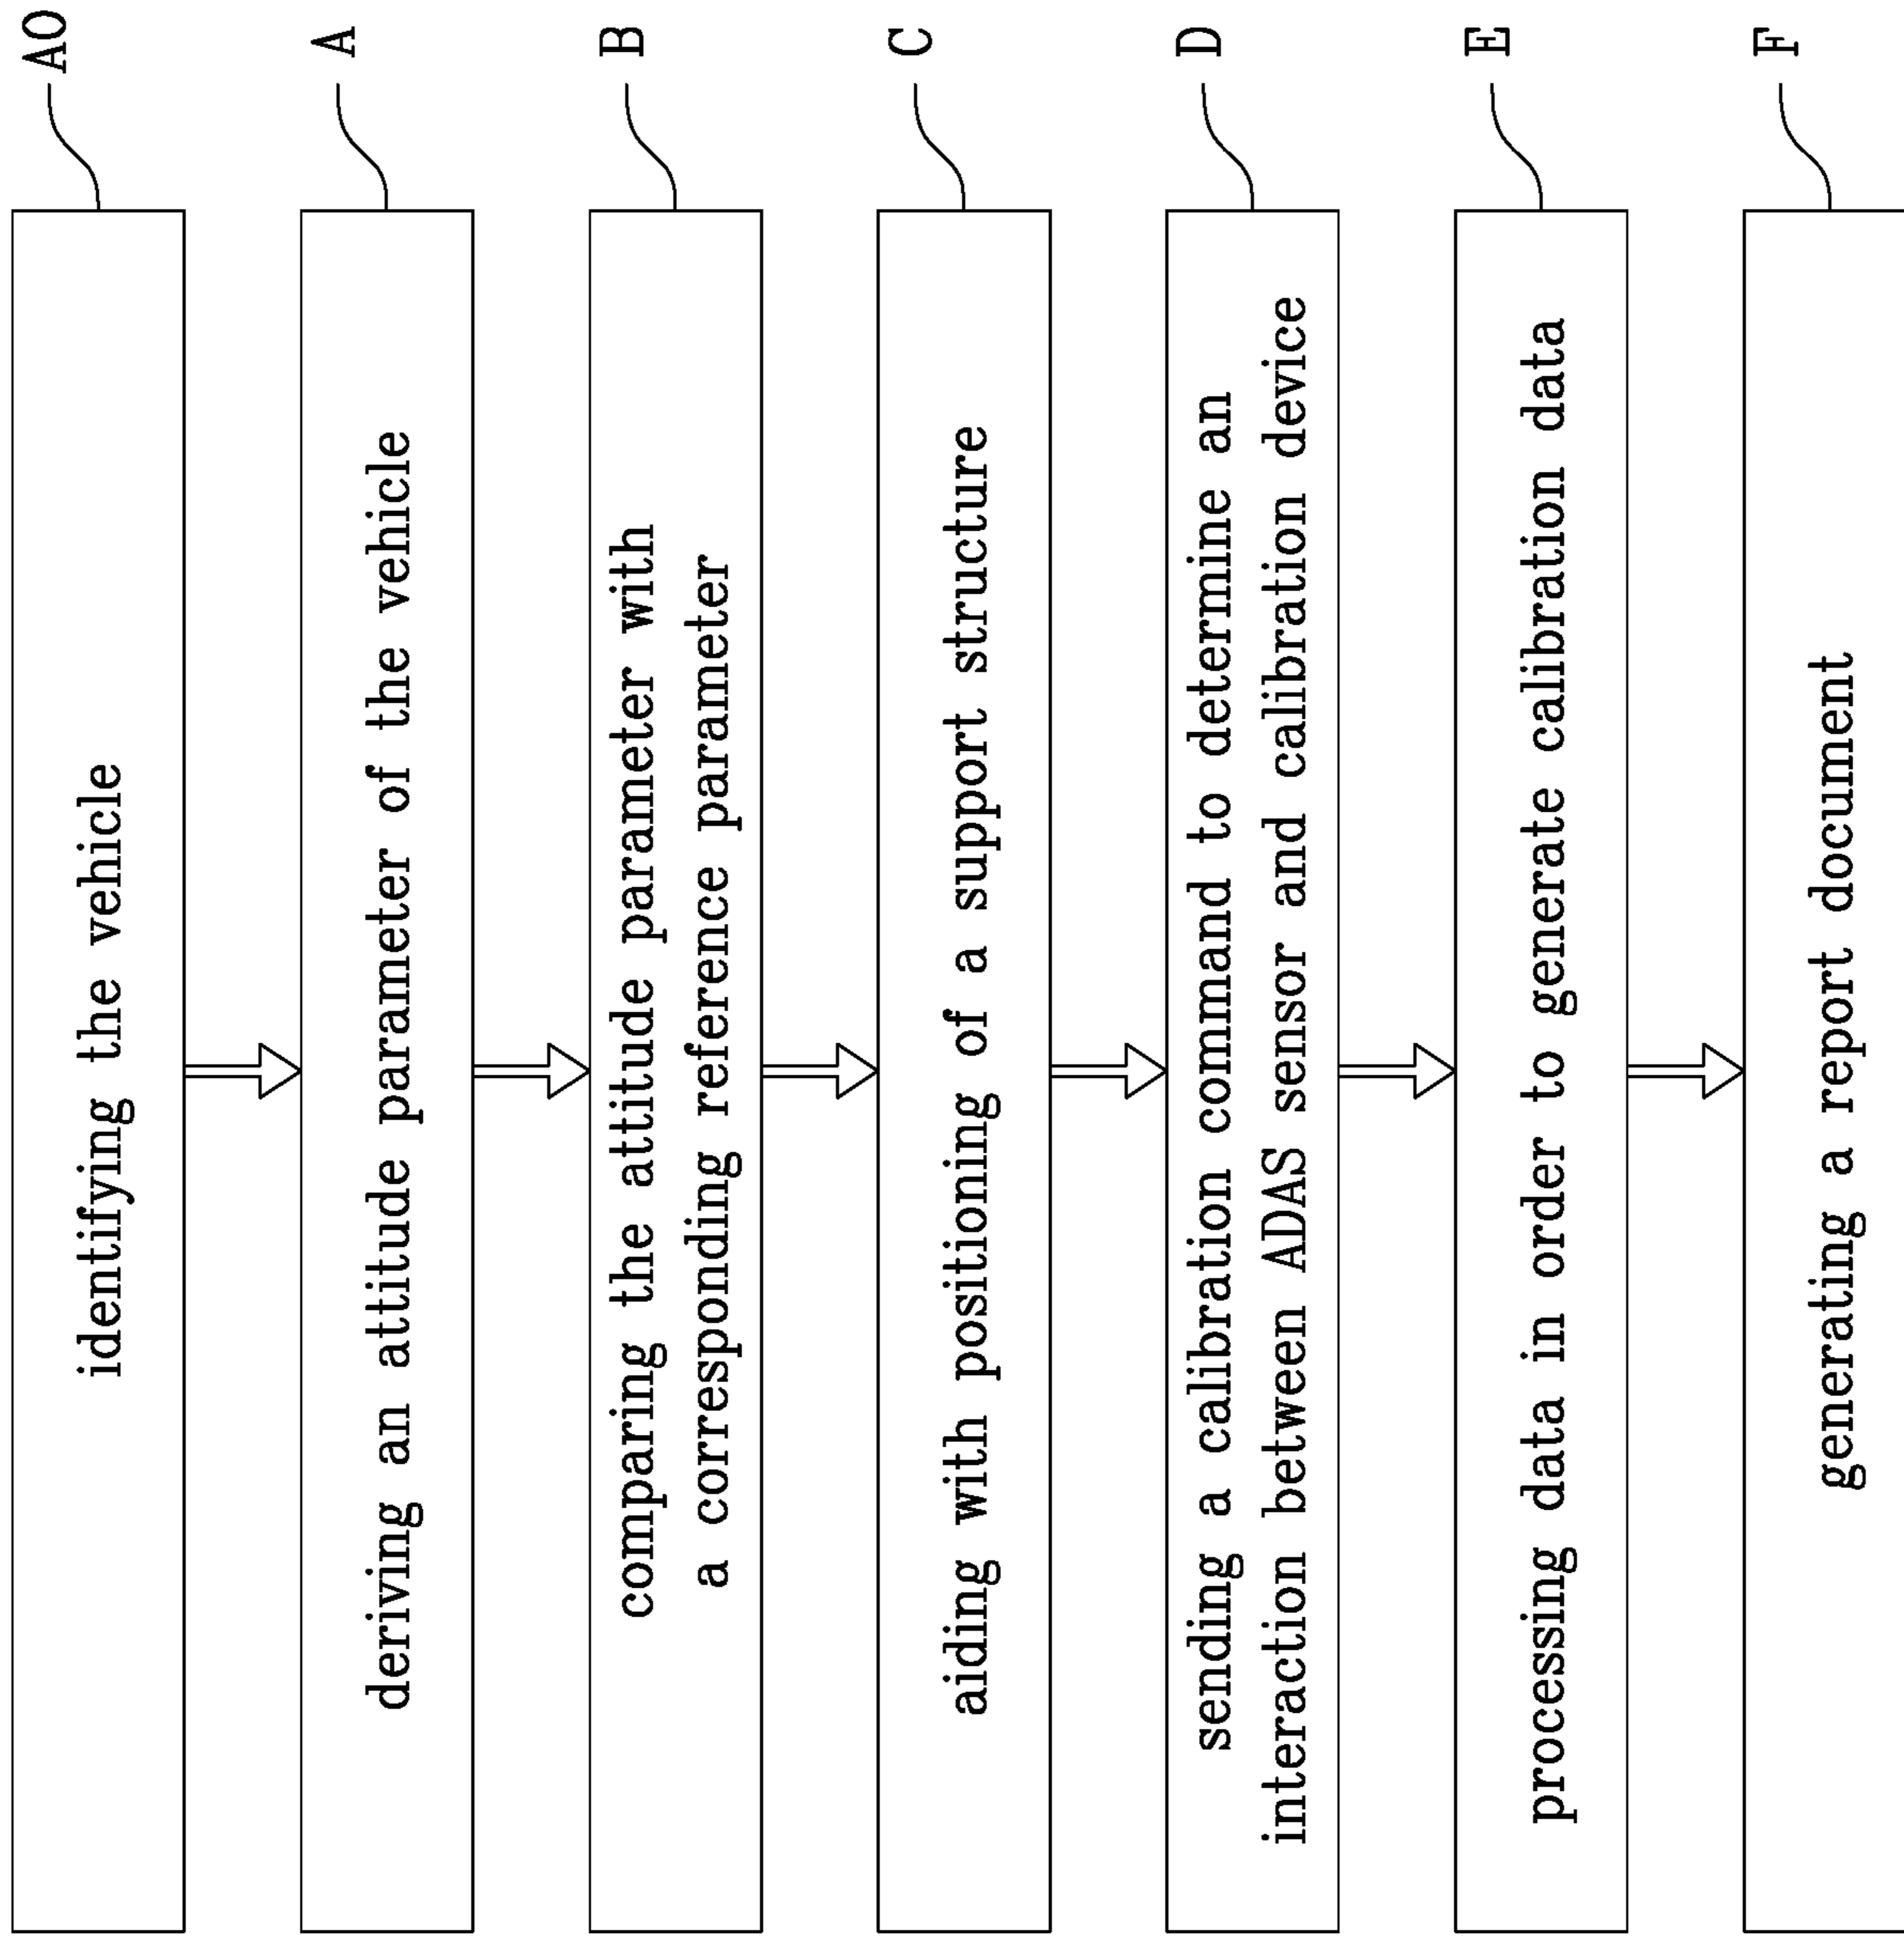 identifying the vehicle
A0
deriving an attitude parameter of the vehicle
A
comparing the attitude parameter with
a corresponding reference parameter
B
aiding with positioning of a support structure
C
sending a calibration command to determine an
interaction between ADAS sensor and calibration device
D
processing data in order to generate calibration data
E
generating a report document
F